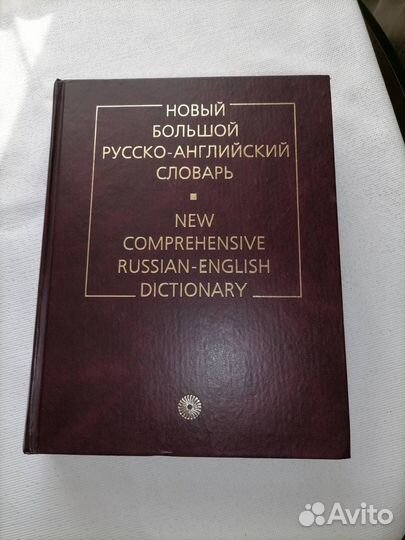 НОВЫЙ
БОЛЬШОЙ
РУССКО-АНГЛИЙСКИЙ
СЛОВАРЬ
NEW
COMPREHENSIVE
RUSSIAN-ENGLISH
DICTIONARY
Avito